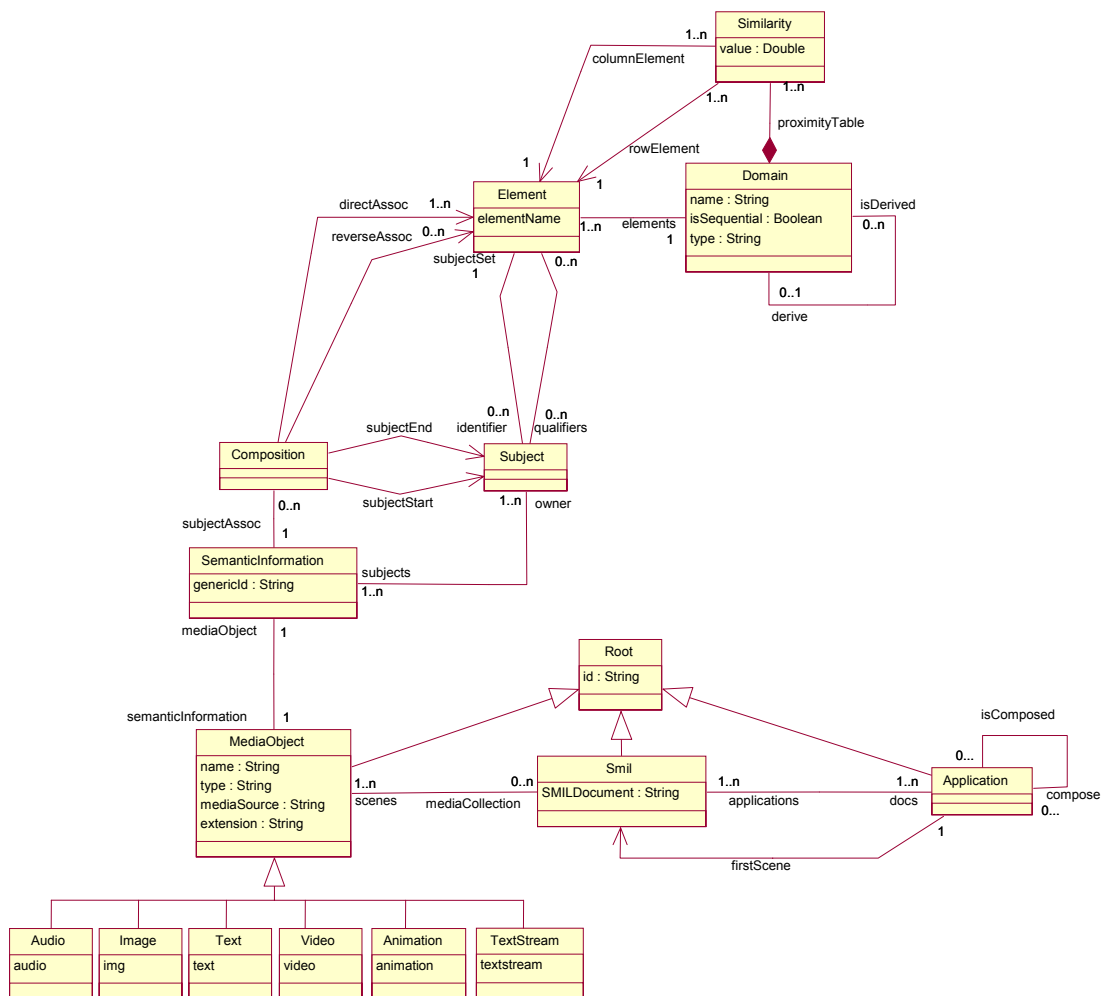 Similarity
value : Double
1..n
columnElement
1..n
1..n
proximityTable
rowElement
1
1
Element
elementName
Domain
name : String
isSequential : Boolean
type : String
isDerived
0..n
directAssoc
1..n
reverseAssoc
0..n
1..n
elements
1
subjectSet
1
0..n
0..1
derive
0..n
identifier
0..n
qualifiers
subjectEnd
Composition
Subject
subjectStart
0..n
1..n
owner
subjectAssoc
1
SemanticInformation
genericId : String
subjects
1..n
mediaObject
1
Root
id : String
semanticInformation
1
isComposed
MediaObject
name : String
type : String
mediaSource : String
extension : String
0...
1..n
scenes
0..n
mediaCollection
Smil
SMILDocument : String
1..n
applications
1..n
docs
Application
compose
0...
1
firstScene
Audio
audio
Image
img
Text
text
Video
video
Animation
animation
TextStream
textstream